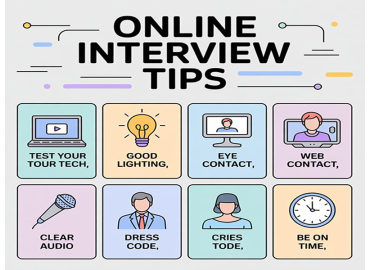 ONLINE
INTERVIEW
TIPS
TEST YOUR
TOUR TECH,
GOOD
LIGHTING,
EYE
CONTACT,
WEB
CONTACT,
CLEAR
AUDIO
DRESS
CODE,
CRIES
TODE,
BE ON
TIME,